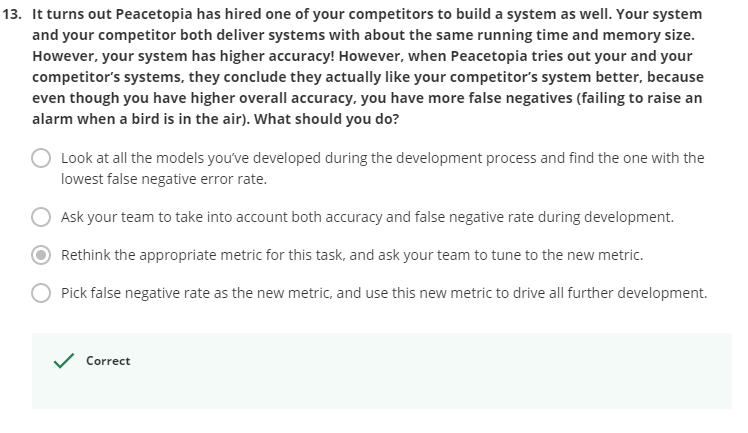 13. It turns out Peacetopia has hired one of your competitors to build a system as well. Your system
and your competitor both deliver systems with about the same running time and memory size.
However, your system has higher accuracy! However, when Peacetopia tries out your and your
competitor's systems, they conclude they actually like your competitor's system better, because
even though you have higher overall accuracy, you have more false negatives (failing to raise an
alarm when a bird is in the air). What should you do?
Look at all the models you've developed during the development process and find the one with the
lowest false negative error rate.
Ask your team to take into account both accuracy and false negative rate during development.
Rethink the appropriate metric for this task, and ask your team to tune to the new metric.
Pick false negative rate as the new metric, and use this new metric to drive all further development.
Correct